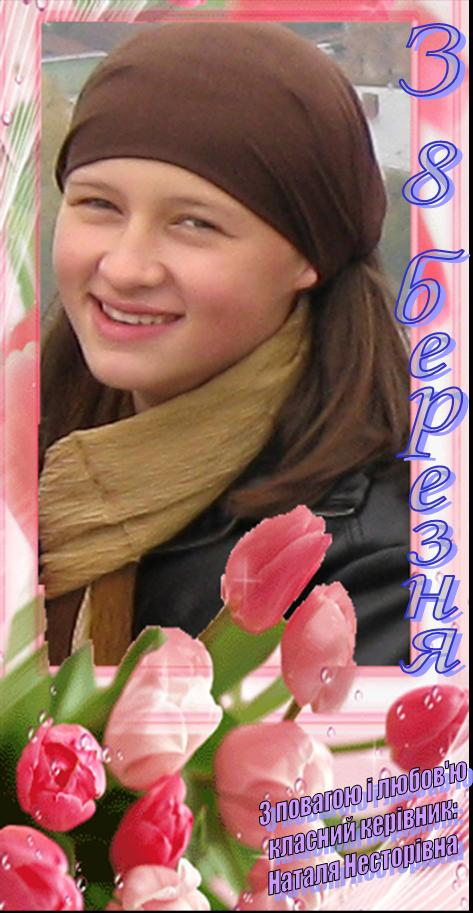 З 8 Березня
З повагою і любов'ю
класний керівник:
Наталя Несторівна